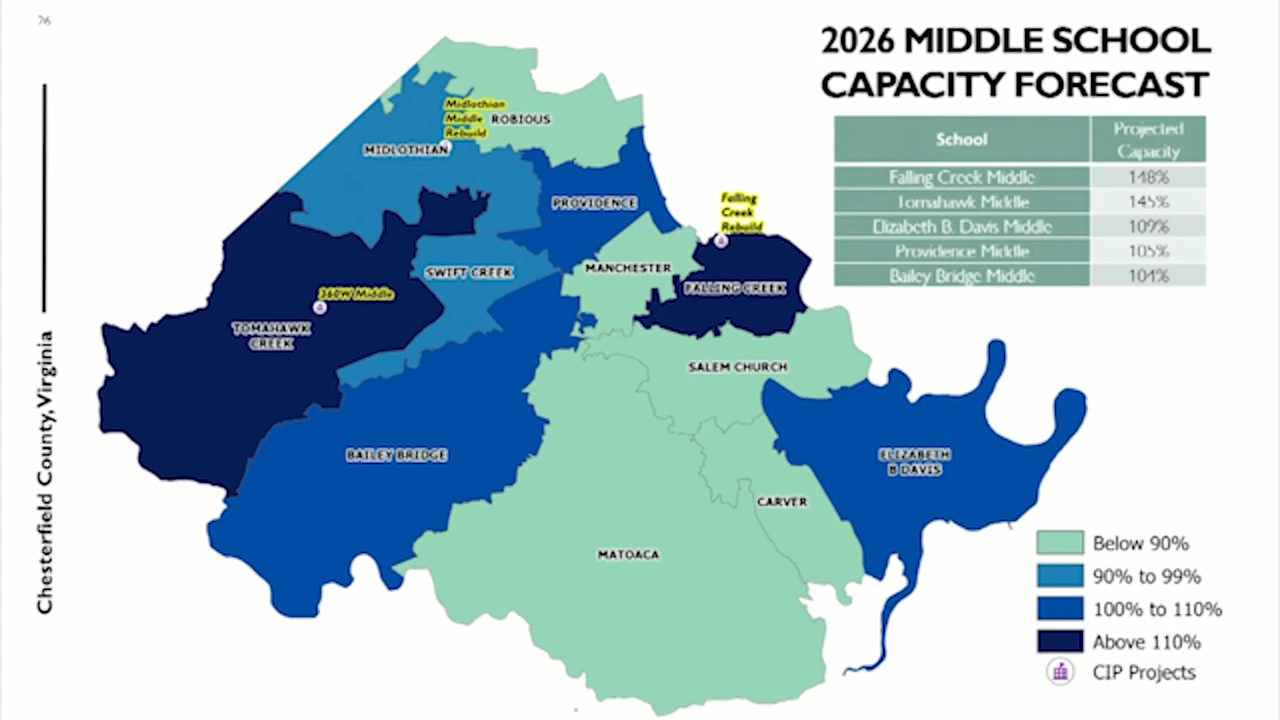 26
2026 MIDDLE SCHOOL
CAPACITY FORECAST
School
Projected
Capacity
Falling Creek Middle
148%
Tomahawk Middle
145%
Elizabeth B. Davis Middle
109%
Providence Middle
105%
Bailey Bridge Middle
Chesterfield County, Virginia
Midlothian
Middle
Rebuild
ROBIOUS
MIDLOTHIAN
PROVIDENCE
Falling
Creek
Rebuild
MANCHESTER
SWIFT CREEK
FALLING CREEK
360W Middle
TOMAHAWK
CREEK
SALEM CHURCH
BAILEY BRIDGE
ELIZABETH
B DAVIS
CARVER
MATOACA
Below 90%
90% to 99%
100% to 110%
Above 110%
CIP Projects